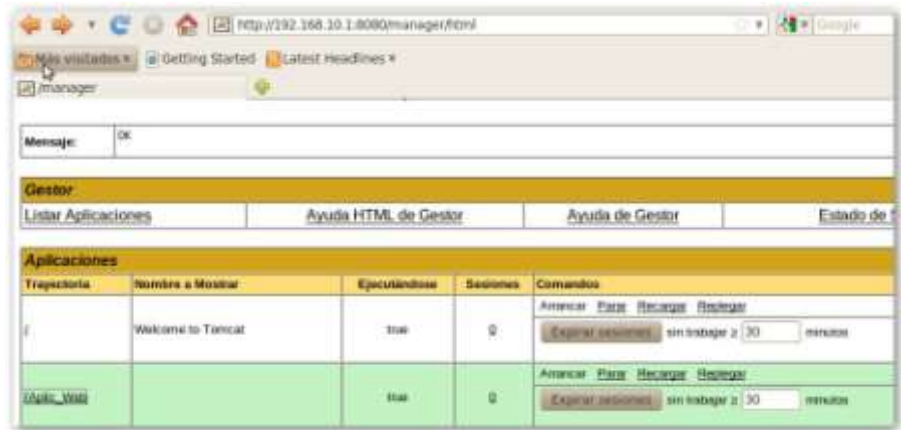 http://192.168.10.1:8080/manager/html
Google
Más visitados
Getting Started
Latest Headlines
/manager
Mensaje:
OK
Gestor
Listar Aplicaciones
Ayuda HTML de Gestor
Ayuda de Gestor
Estado de
Aplicaciones
Trayectoria
Nombre a Mostrar
Ejecutándose
Sesiones
Comandos
Arrancar Parar Recargar Replegar
/
Welcome to Tomcat
true
0
Expirar sesiones sin trabajar ≥ 30 minutos
Arrancar Parar Recargar Replegar
/Aplic_Web
true
0
Expirar sesiones sin trabajar ≥ 30 minutos